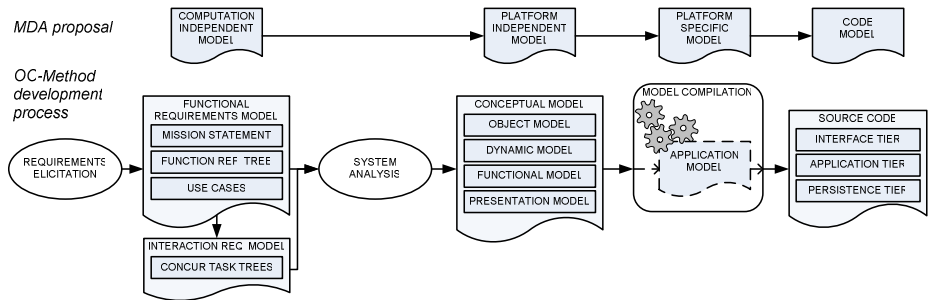 MDA proposal
COMPUTATION
INDEPENDENT
MODEL
PLATFORM
INDEPENDENT
MODEL
PLATFORM
SPECIFIC
MODEL
CODE
MODEL
OC-Method
development
process
REQUIREMENTS
ELICITATION
FUNCTIONAL
REQUIREMENTS MODEL
MISSION STATEMENT
FUNCTION REF. TREE
USE CASES
INTERACTION REQ. MODEL
CONCUR TASK TREES
SYSTEM
ANALYSIS
CONCEPTUAL MODEL
OBJECT MODEL
DYNAMIC MODEL
FUNCTIONAL MODEL
PRESENTATION MODEL
MODEL COMPILATION
APPLICATION
MODEL
SOURCE CODE
INTERFACE TIER
APPLICATION TIER
PERSISTENCE TIER